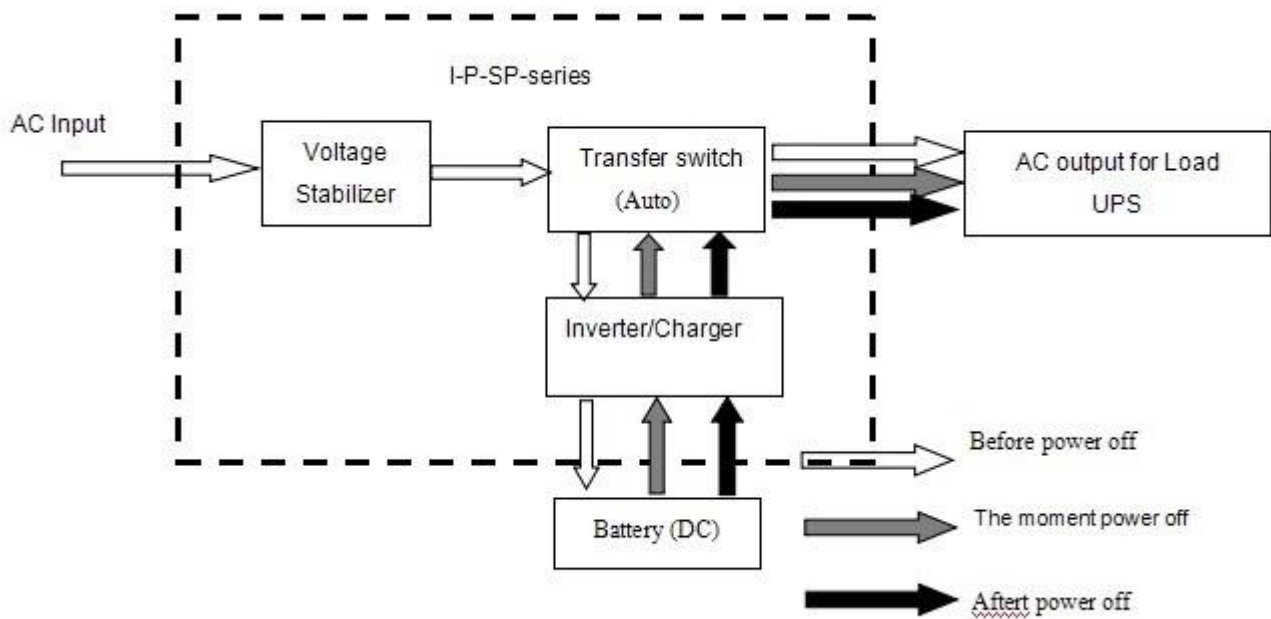 I-P-SP-series
AC Input
Voltage
Stabilizer
Transfer switch
(Auto)
AC output for Load
UPS
Inverter/Charger
Battery (DC)
Before power off
The moment power off
Aftert power off